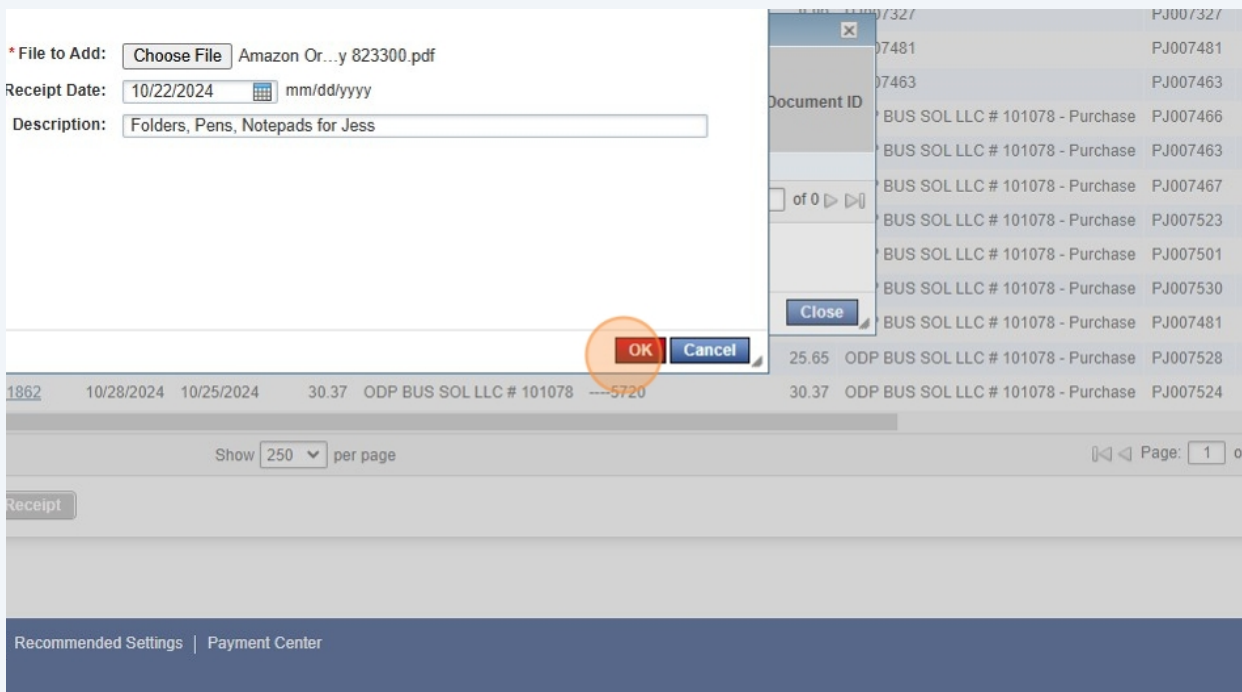 PJ007327
* File to Add: Choose File Amazon Or...y 823300.pdf
07481 PJ007481
Receipt Date: 10/22/2024 mm/dd/yyyy
07463 PJ007463
Document ID
Description: Folders, Pens, Notepads for Jess
BUS SOL LLC # 101078 - Purchase PJ007466
BUS SOL LLC # 101078 - Purchase PJ007463
BUS SOL LLC # 101078 - Purchase PJ007467
of 0
BUS SOL LLC # 101078 - Purchase PJ007523
BUS SOL LLC # 101078 - Purchase PJ007501
BUS SOL LLC # 101078 - Purchase PJ007530
Close
BUS SOL LLC # 101078 - Purchase PJ007481
OK Cancel
25.65 ODP BUS SOL LLC # 101078 - Purchase PJ007528
1862 10/28/2024 10/25/2024 30.37 ODP BUS SOL LLC # 101078 ----5720 30.37 ODP BUS SOL LLC # 101078 - Purchase PJ007524
Show 250 per page
Page: 1
Receipt
Recommended Settings | Payment Center